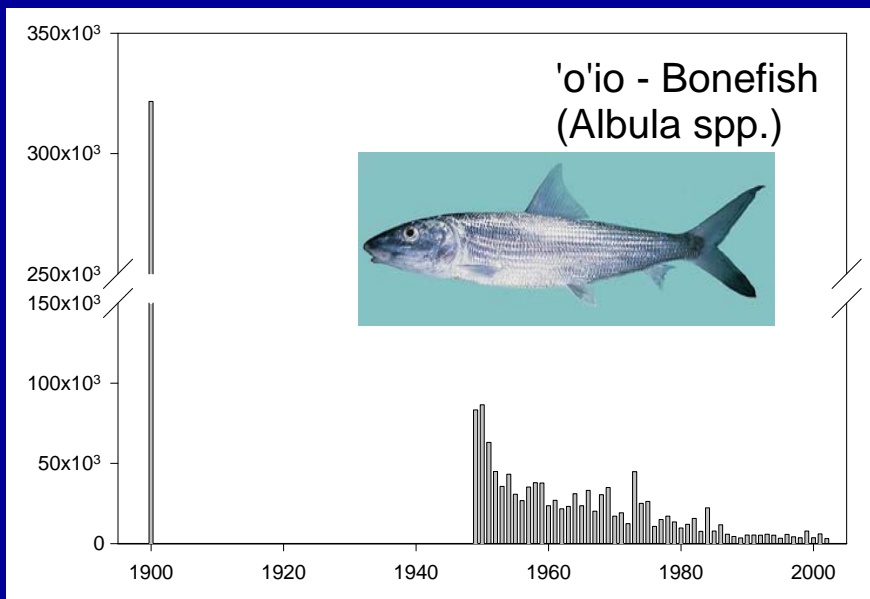 'o'io - Bonefish
(Albula spp.)
350x10³
300x10³
250x10³
150x10³
100x10³
50x10³
0
1900 1920 1940 1960 1980 2000